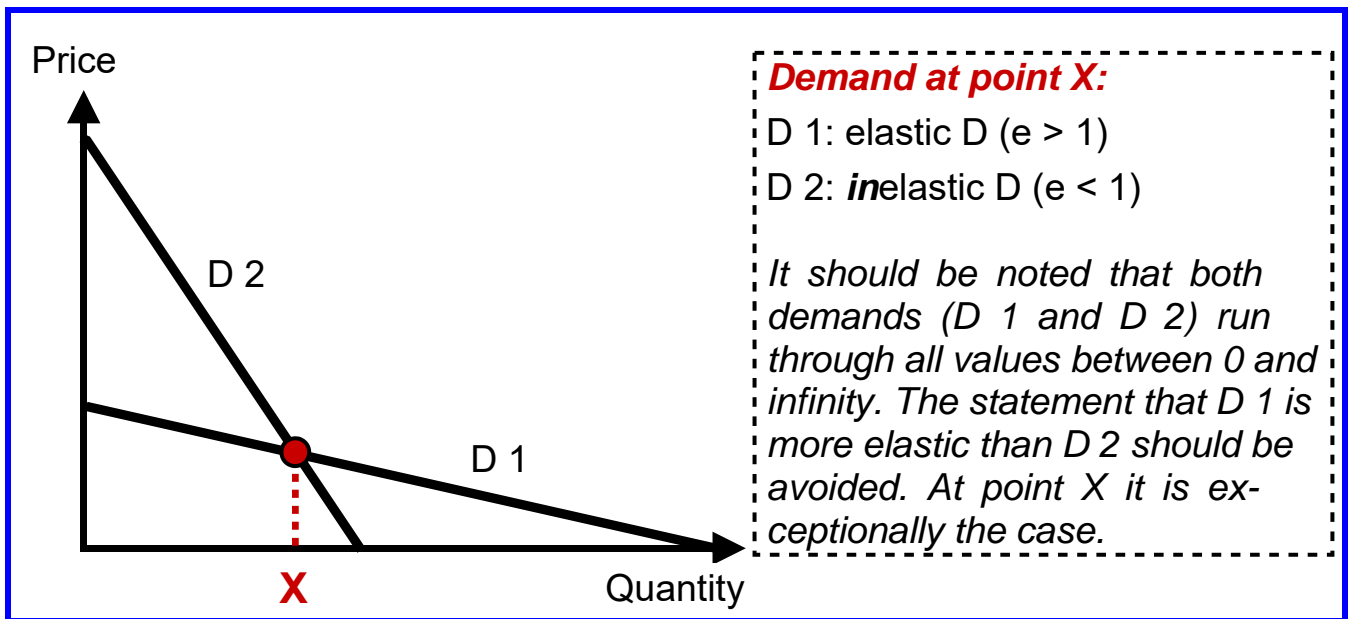 Price
D 2
D 1
X
Quantity
Demand at point X:
D 1: elastic D (e > 1)
D 2: inelastic D (e < 1)
It should be noted that both
demands (D 1 and D 2) run
through all values between 0 and
infinity. The statement that D 1 is
more elastic than D 2 should be
avoided. At point X it is ex-
ceptionally the case.